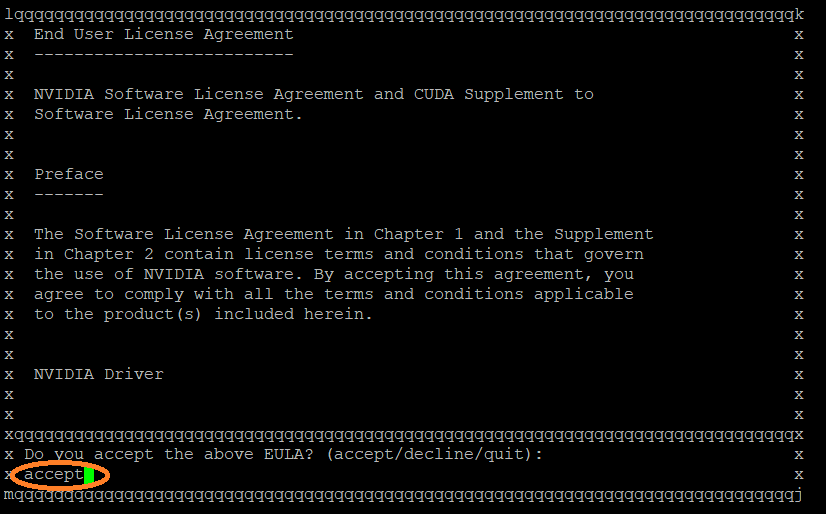 lqqqqqqqqqqqqqqqqqqqqqqqqqqqqqqqqqqqqqqqqqqqqqqqqqqqqqqqqqqqqqqqqqqqqqqqqqqqqqqk
x  End User License Agreement                                                  x
x  --------------------------                                                  x
x                                                                              x
x  NVIDIA Software License Agreement and CUDA Supplement to                    x
x  Software License Agreement.                                                 x
x                                                                              x
x                                                                              x
x  Preface                                                                     x
x  -------                                                                     x
x                                                                              x
x  The Software License Agreement in Chapter 1 and the Supplement              x
x  in Chapter 2 contain license terms and conditions that govern               x
x  the use of NVIDIA software. By accepting this agreement, you                x
x  agree to comply with all the terms and conditions applicable                x
x  to the product(s) included herein.                                          x
x                                                                              x
x                                                                              x
x  NVIDIA Driver                                                               x
x                                                                              x
x                                                                              x
xqqqqqqqqqqqqqqqqqqqqqqqqqqqqqqqqqqqqqqqqqqqqqqqqqqqqqqqqqqqqqqqqqqqqqqqqqqqqqqx
x Do you accept the above EULA? (accept/decline/quit):                         x
x accept                                                                       x
mqqqqqqqqqqqqqqqqqqqqqqqqqqqqqqqqqqqqqqqqqqqqqqqqqqqqqqqqqqqqqqqqqqqqqqqqqqqqqqj